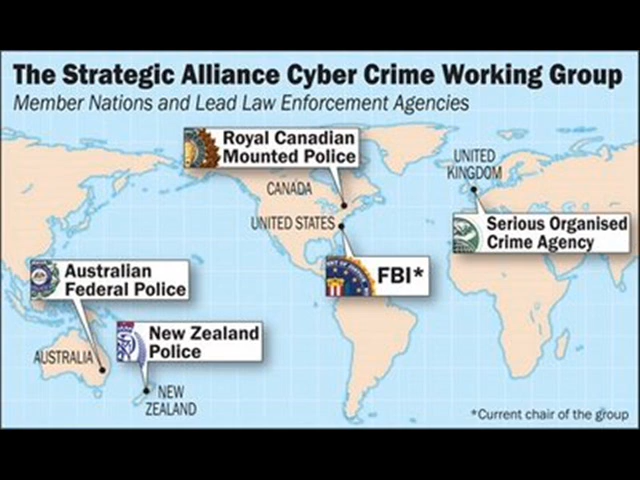 The Strategic Alliance Cyber Crime Working Group
Member Nations and Lead Law Enforcement Agencies
Royal Canadian
Mounted Police
CANADA
UNITED STATES
FBI*
UNITED
KINGDOM
Serious Organised
Crime Agency
Australian
Federal Police
AUSTRALIA
New Zealand
Police
NEW
ZEALAND
*Current chair of the group